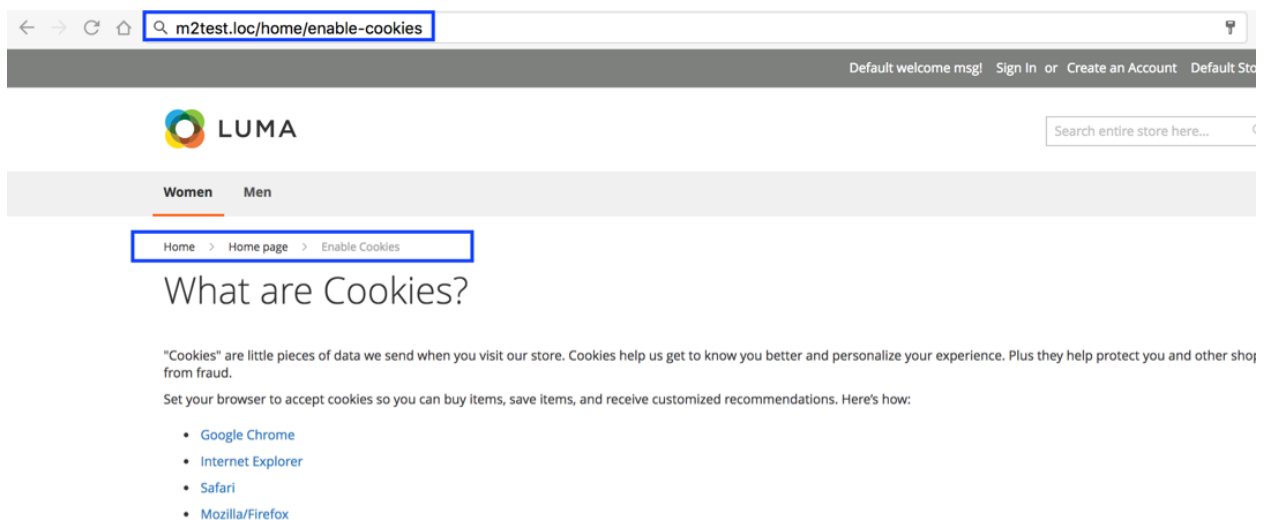 m2test.loc/home/enable-cookies
Default welcome msg! Sign In or Create an Account Default Sto
LUMA
Search entire store here...
Women Men
Home > Home page > Enable Cookies
What are Cookies?
"Cookies" are little pieces of data we send when you visit our store. Cookies help us get to know you better and personalize your experience. Plus they help protect you and other shop
from fraud.
Set your browser to accept cookies so you can buy items, save items, and receive customized recommendations. Here's how:
• Google Chrome
• Internet Explorer
• Safari
• Mozilla/Firefox